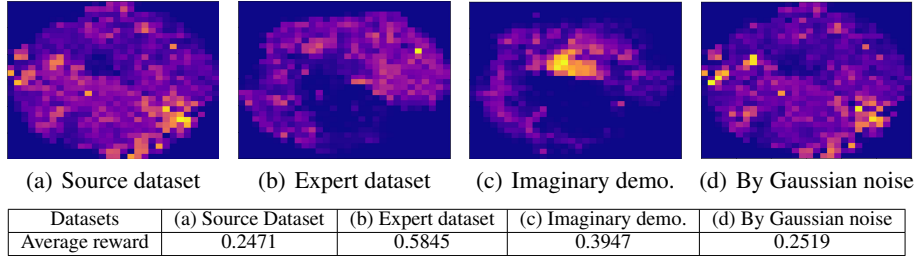 (a) Source dataset (b) Expert dataset (c) Imaginary demo. (d) By Gaussian noise
Datasets (a) Source Dataset (b) Expert dataset (c) Imaginary demo. (d) By Gaussian noise
Average reward 0.2471 0.5845 0.3947 0.2519